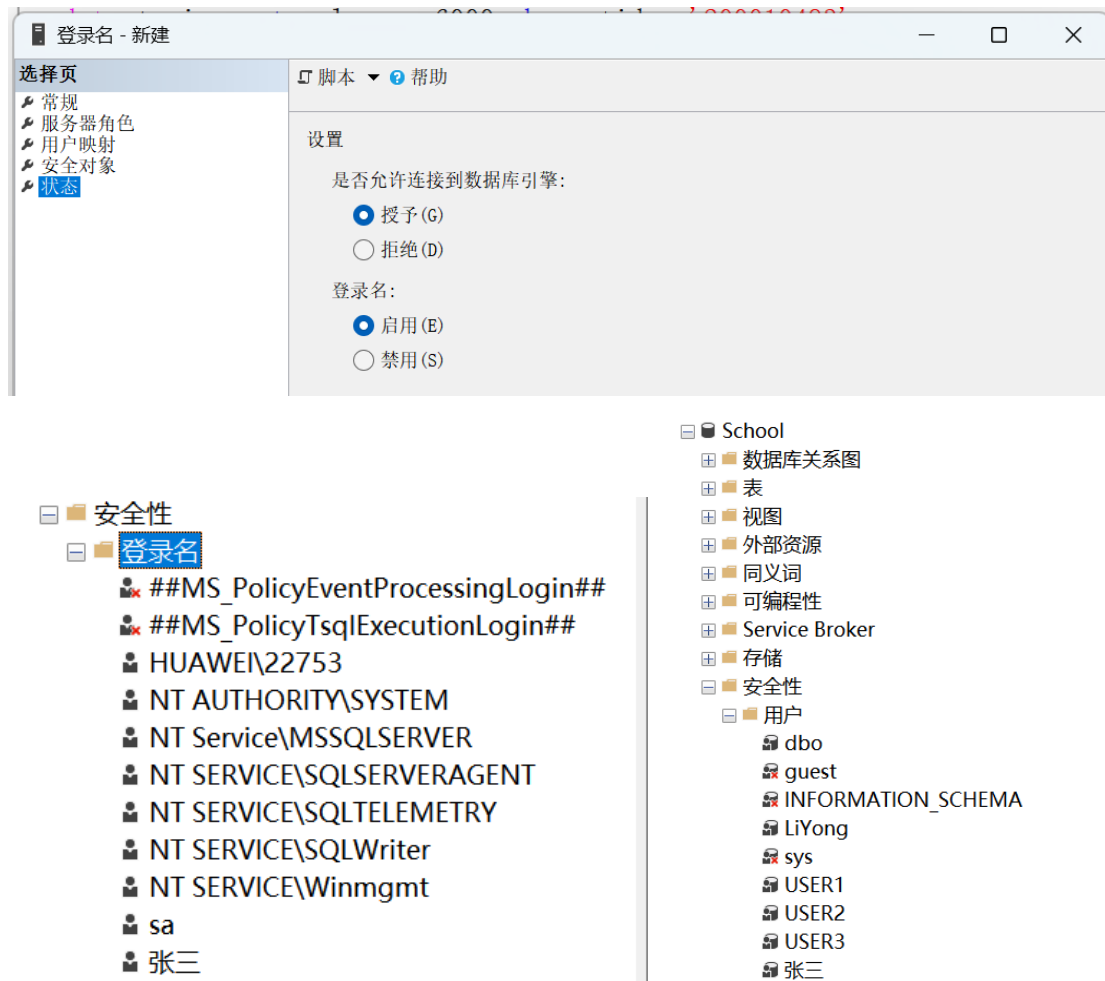 登录名 - 新建
选择页
脚本 帮助
常规
服务器角色
用户映射
安全对象
状态
设置
是否允许连接到数据库引擎:
授予(G)
拒绝(D)
登录名:
启用(E)
禁用(S)
安全性
登录名
##MS_PolicyEventProcessingLogin##
##MS_PolicyTsqlExecutionLogin##
HUAWEI\22753
NT AUTHORITY\SYSTEM
NT Service\MSSQLSERVER
NT SERVICE\SQLSERVERAGENT
NT SERVICE\SQLTELEMETRY
NT SERVICE\SQLWriter
NT SERVICE\Winmgmt
sa
张三
School
数据库关系图
表
视图
外部资源
同义词
可编程性
Service Broker
存储
安全性
用户
dbo
guest
INFORMATION_SCHEMA
LiYong
sys
USER1
USER2
USER3
张三